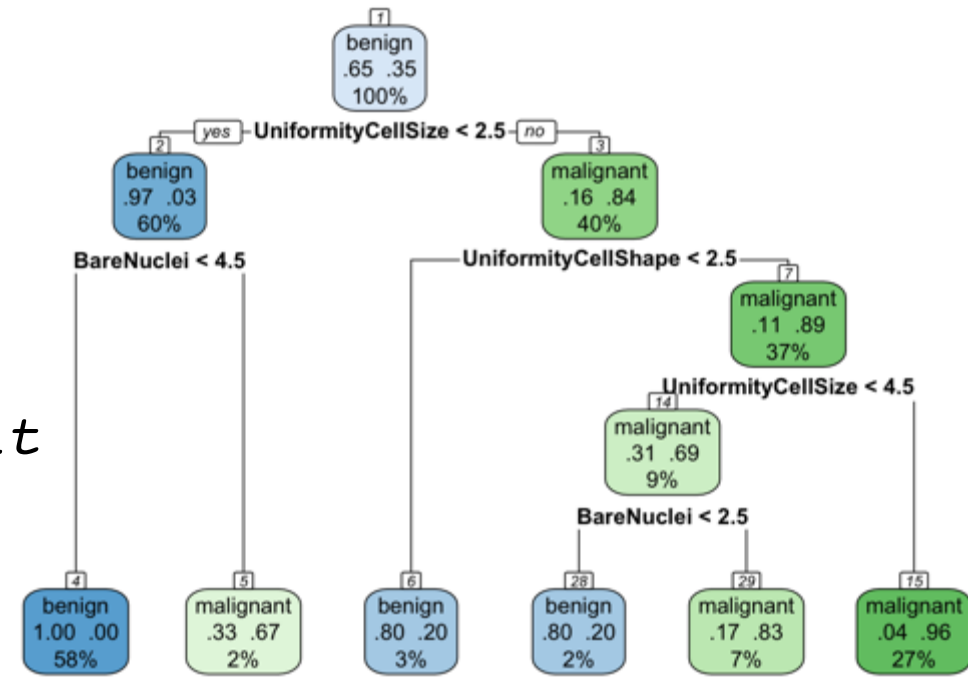 1
benign
.65 .35
100%
yes UniformityCellSize < 2.5 no
2
benign
.97 .03
60%
3
malignant
.16 .84
40%
BareNuclei < 4.5
UniformityCellShape < 2.5
7
malignant
.11 .89
37%
UniformityCellSize < 4.5
14
malignant
.31 .69
9%
BareNuclei < 2.5
4
benign
1.00 .00
58%
5
malignant
.33 .67
2%
6
benign
.80 .20
3%
28
benign
.80 .20
2%
29
malignant
.17 .83
7%
15
malignant
.04 .96
27%